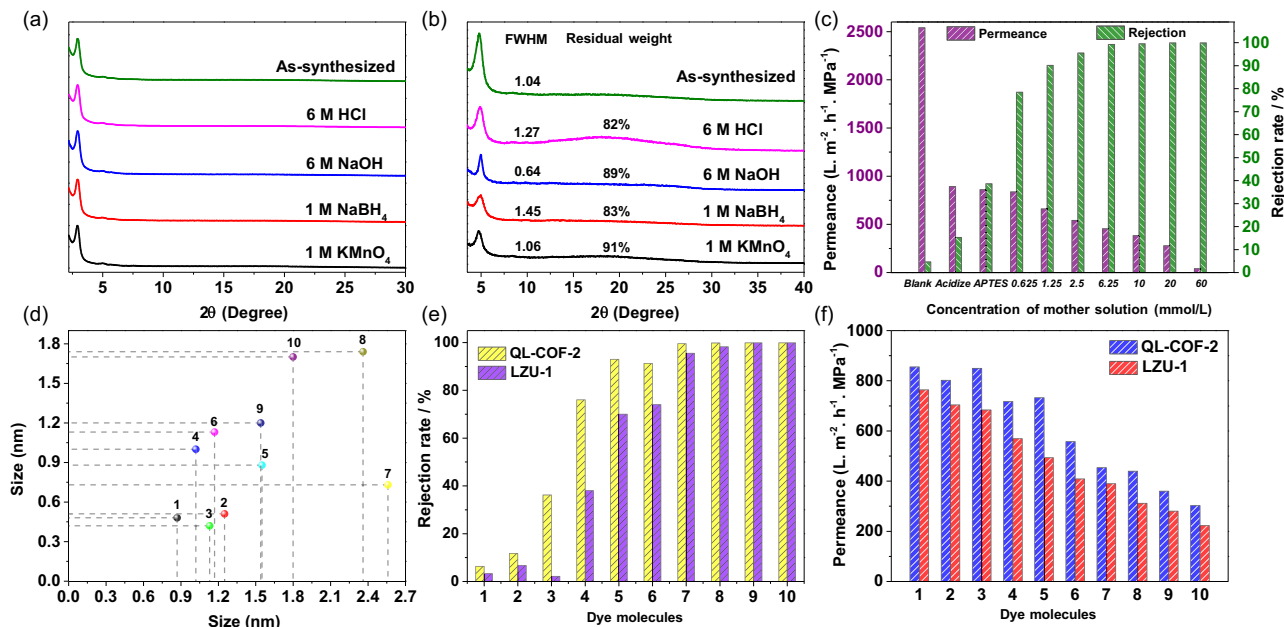 (a)
As-synthesized
6 M HCl
6 M NaOH
1 M NaBH4
1 M KMnO4
5 10 15 20 25 30
2θ (Degree)
(b)
FWHM Residual weight
As-synthesized
1.04
1.27 82% 6 M HCl
0.64 89% 6 M NaOH
1.45 83% 1 M NaBH4
1.06 91% 1 M KMnO4
5 10 15 20 25 30 35 40
2θ (Degree)
(c)
Permeance Rejection
Permeance (L. m-2. h-1. MPa-1)
2500
2000
1500
1000
500
0
Rejection rate / %
100
90
80
70
60
50
40
30
20
10
0
Blank Acidize APTES 0.625 1.25 2.5 6.25 10 20 60
Concentration of mother solution (mmol/L)
(d)
Size (nm)
1.8
1.5
1.2
0.9
0.6
0.3
0.0
10 8
6 9
4
5
7
1 2
3
0.0 0.3 0.6 0.9 1.2 1.5 1.8 2.1 2.4 2.7
Size (nm)
(e)
QL-COF-2
LZU-1
Rejection rate / %
100
80
60
40
20
0
1 2 3 4 5 6 7 8 9 10
Dye molecules
(f)
QL-COF-2
LZU-1
Permeance (L. m-2. h-1. MPa-1)
1000
800
600
400
200
0
1 2 3 4 5 6 7 8 9 10
Dye molecules